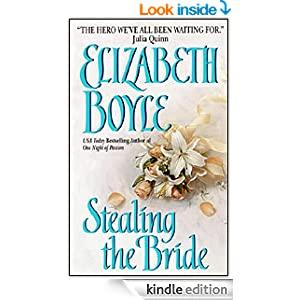 LOOK INSIDE!
"THE HERO WE'VE ALL BEEN WAITING FOR."
Julia Quinn
ELIZABETH
BOYLE
USA Today Bestselling Author of
One Night of Passion
Stealing
the Bride
kindle edition